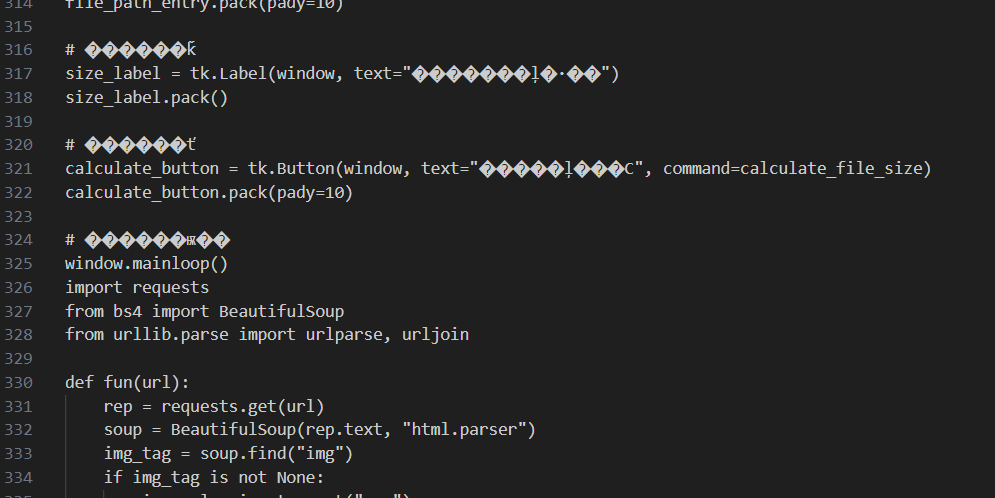 314 file_path_entry.pack(pady=10)
315
316 # ������ǩ
317 size_label = tk.Label(window, text="�������ļ�·��")
318 size_label.pack()
319
320 # ������ť
321 calculate_button = tk.Button(window, text="�����ļ���С", command=calculate_file_size)
322 calculate_button.pack(pady=10)
323
324 # ������ѭ��
325 window.mainloop()
326 import requests
327 from bs4 import BeautifulSoup
328 from urllib.parse import urlparse, urljoin
329
330 def fun(url):
331 rep = requests.get(url)
332 soup = BeautifulSoup(rep.text, "html.parser")
333 img_tag = soup.find("img")
334 if img_tag is not None: